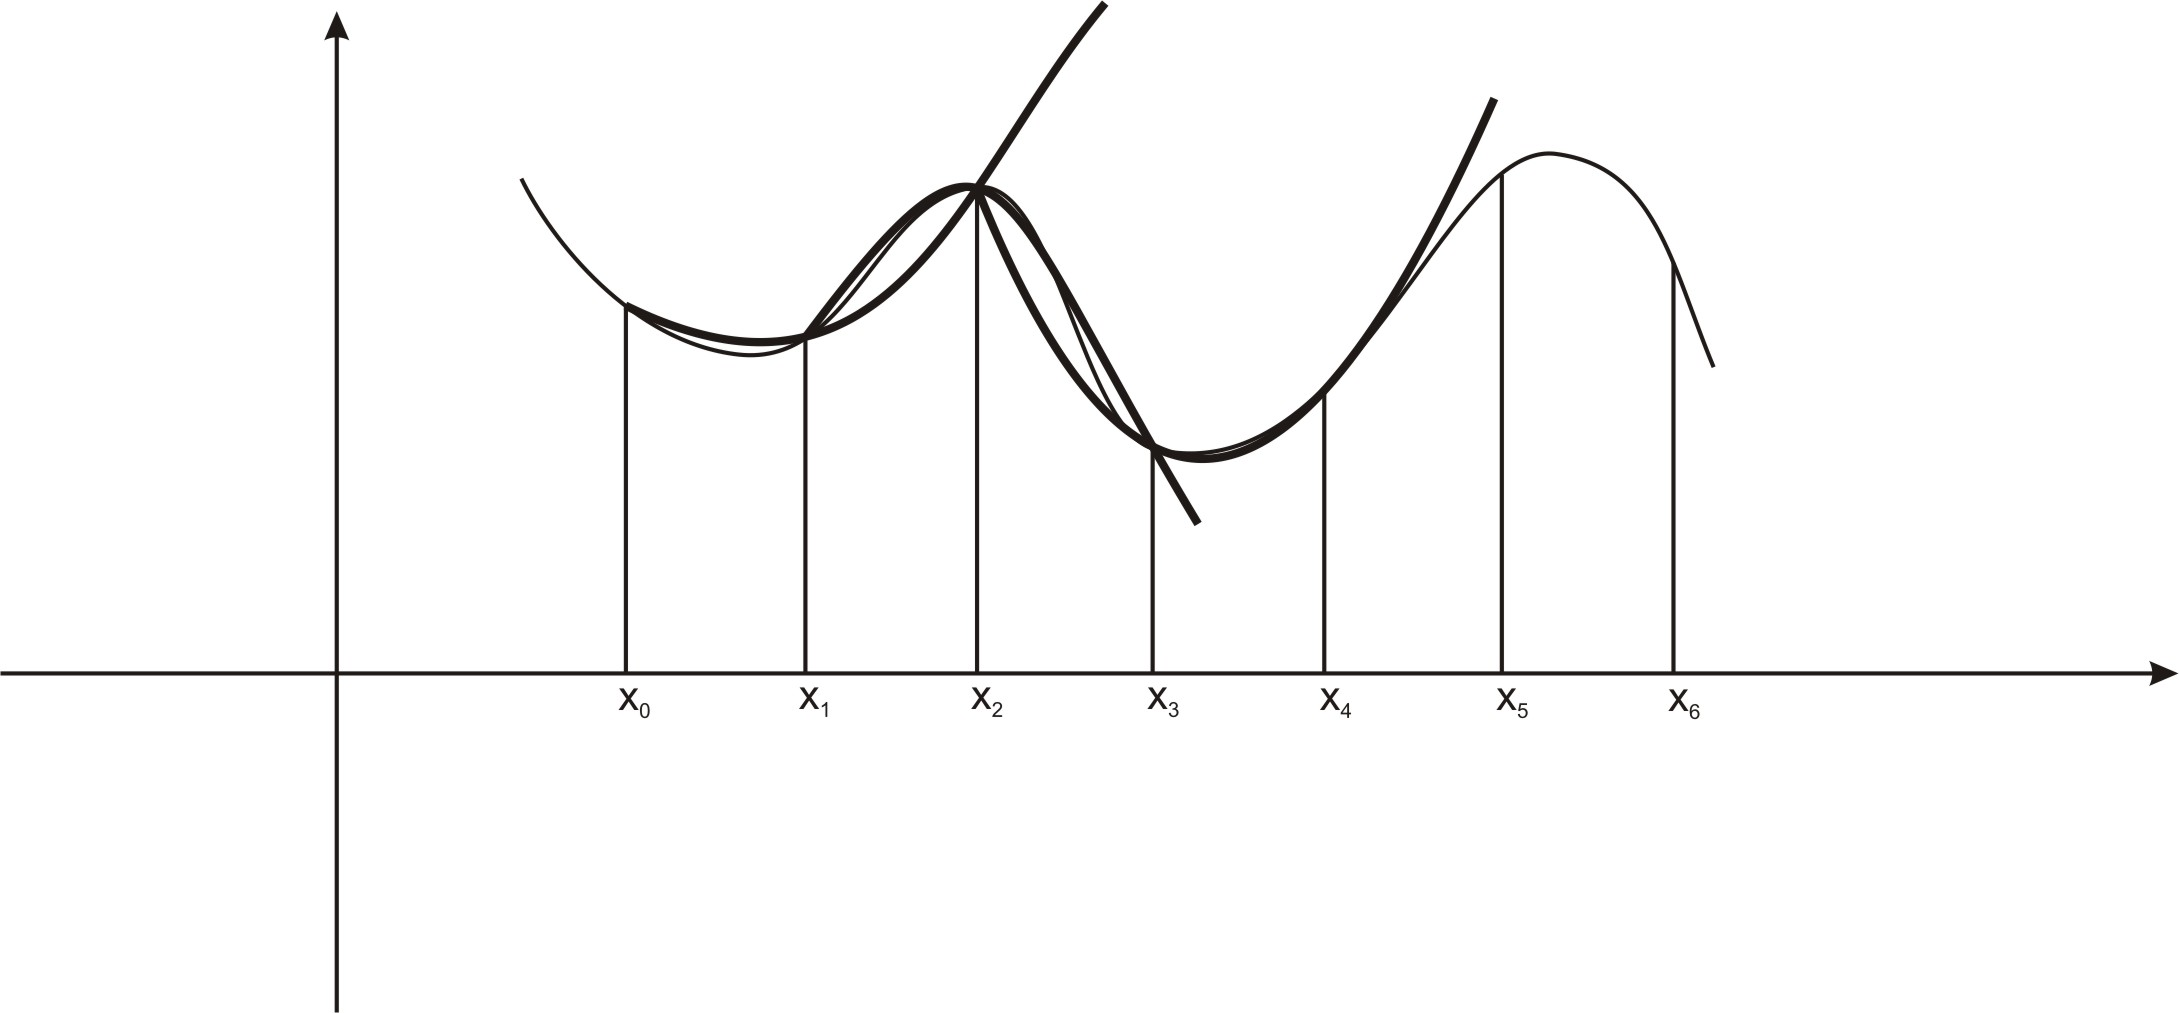 x₀ x₁ x₂ x₃ x₄ x₅ x₆